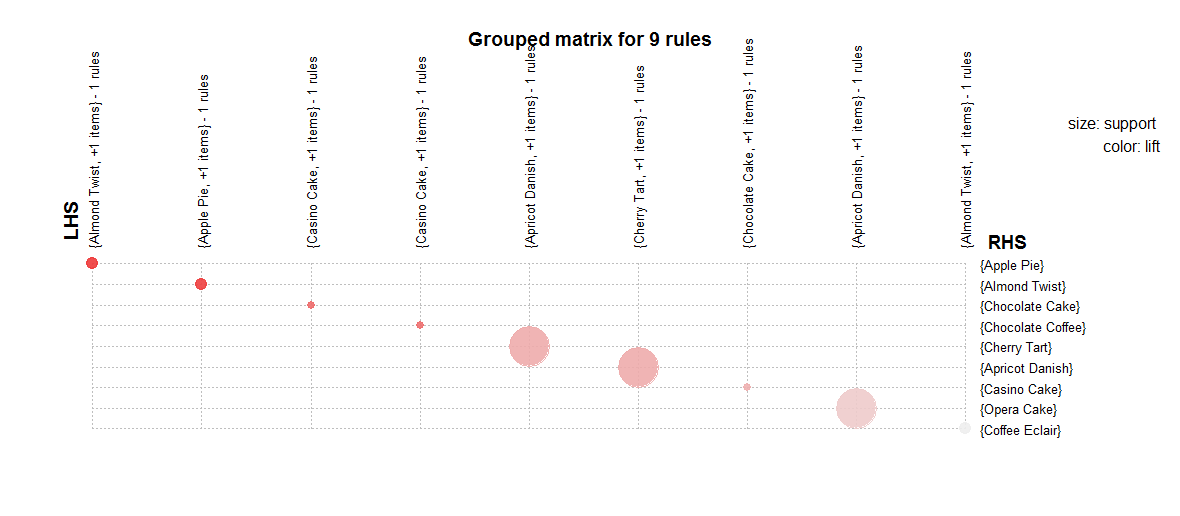 Grouped matrix for 9 rules
size: support
color: lift
LHS
{Almond Twist, +1 items} - 1 rules
{Apple Pie, +1 items} - 1 rules
{Casino Cake, +1 items} - 1 rules
{Casino Cake, +1 items} - 1 rules
{Apricot Danish, +1 items} - 1 rules
{Cherry Tart, +1 items} - 1 rules
{Chocolate Cake, +1 items} - 1 rules
{Apricot Danish, +1 items} - 1 rules
{Almond Twist, +1 items} - 1 rules
RHS
{Apple Pie}
{Almond Twist}
{Chocolate Cake}
{Chocolate Coffee}
{Cherry Tart}
{Apricot Danish}
{Casino Cake}
{Opera Cake}
{Coffee Eclair}